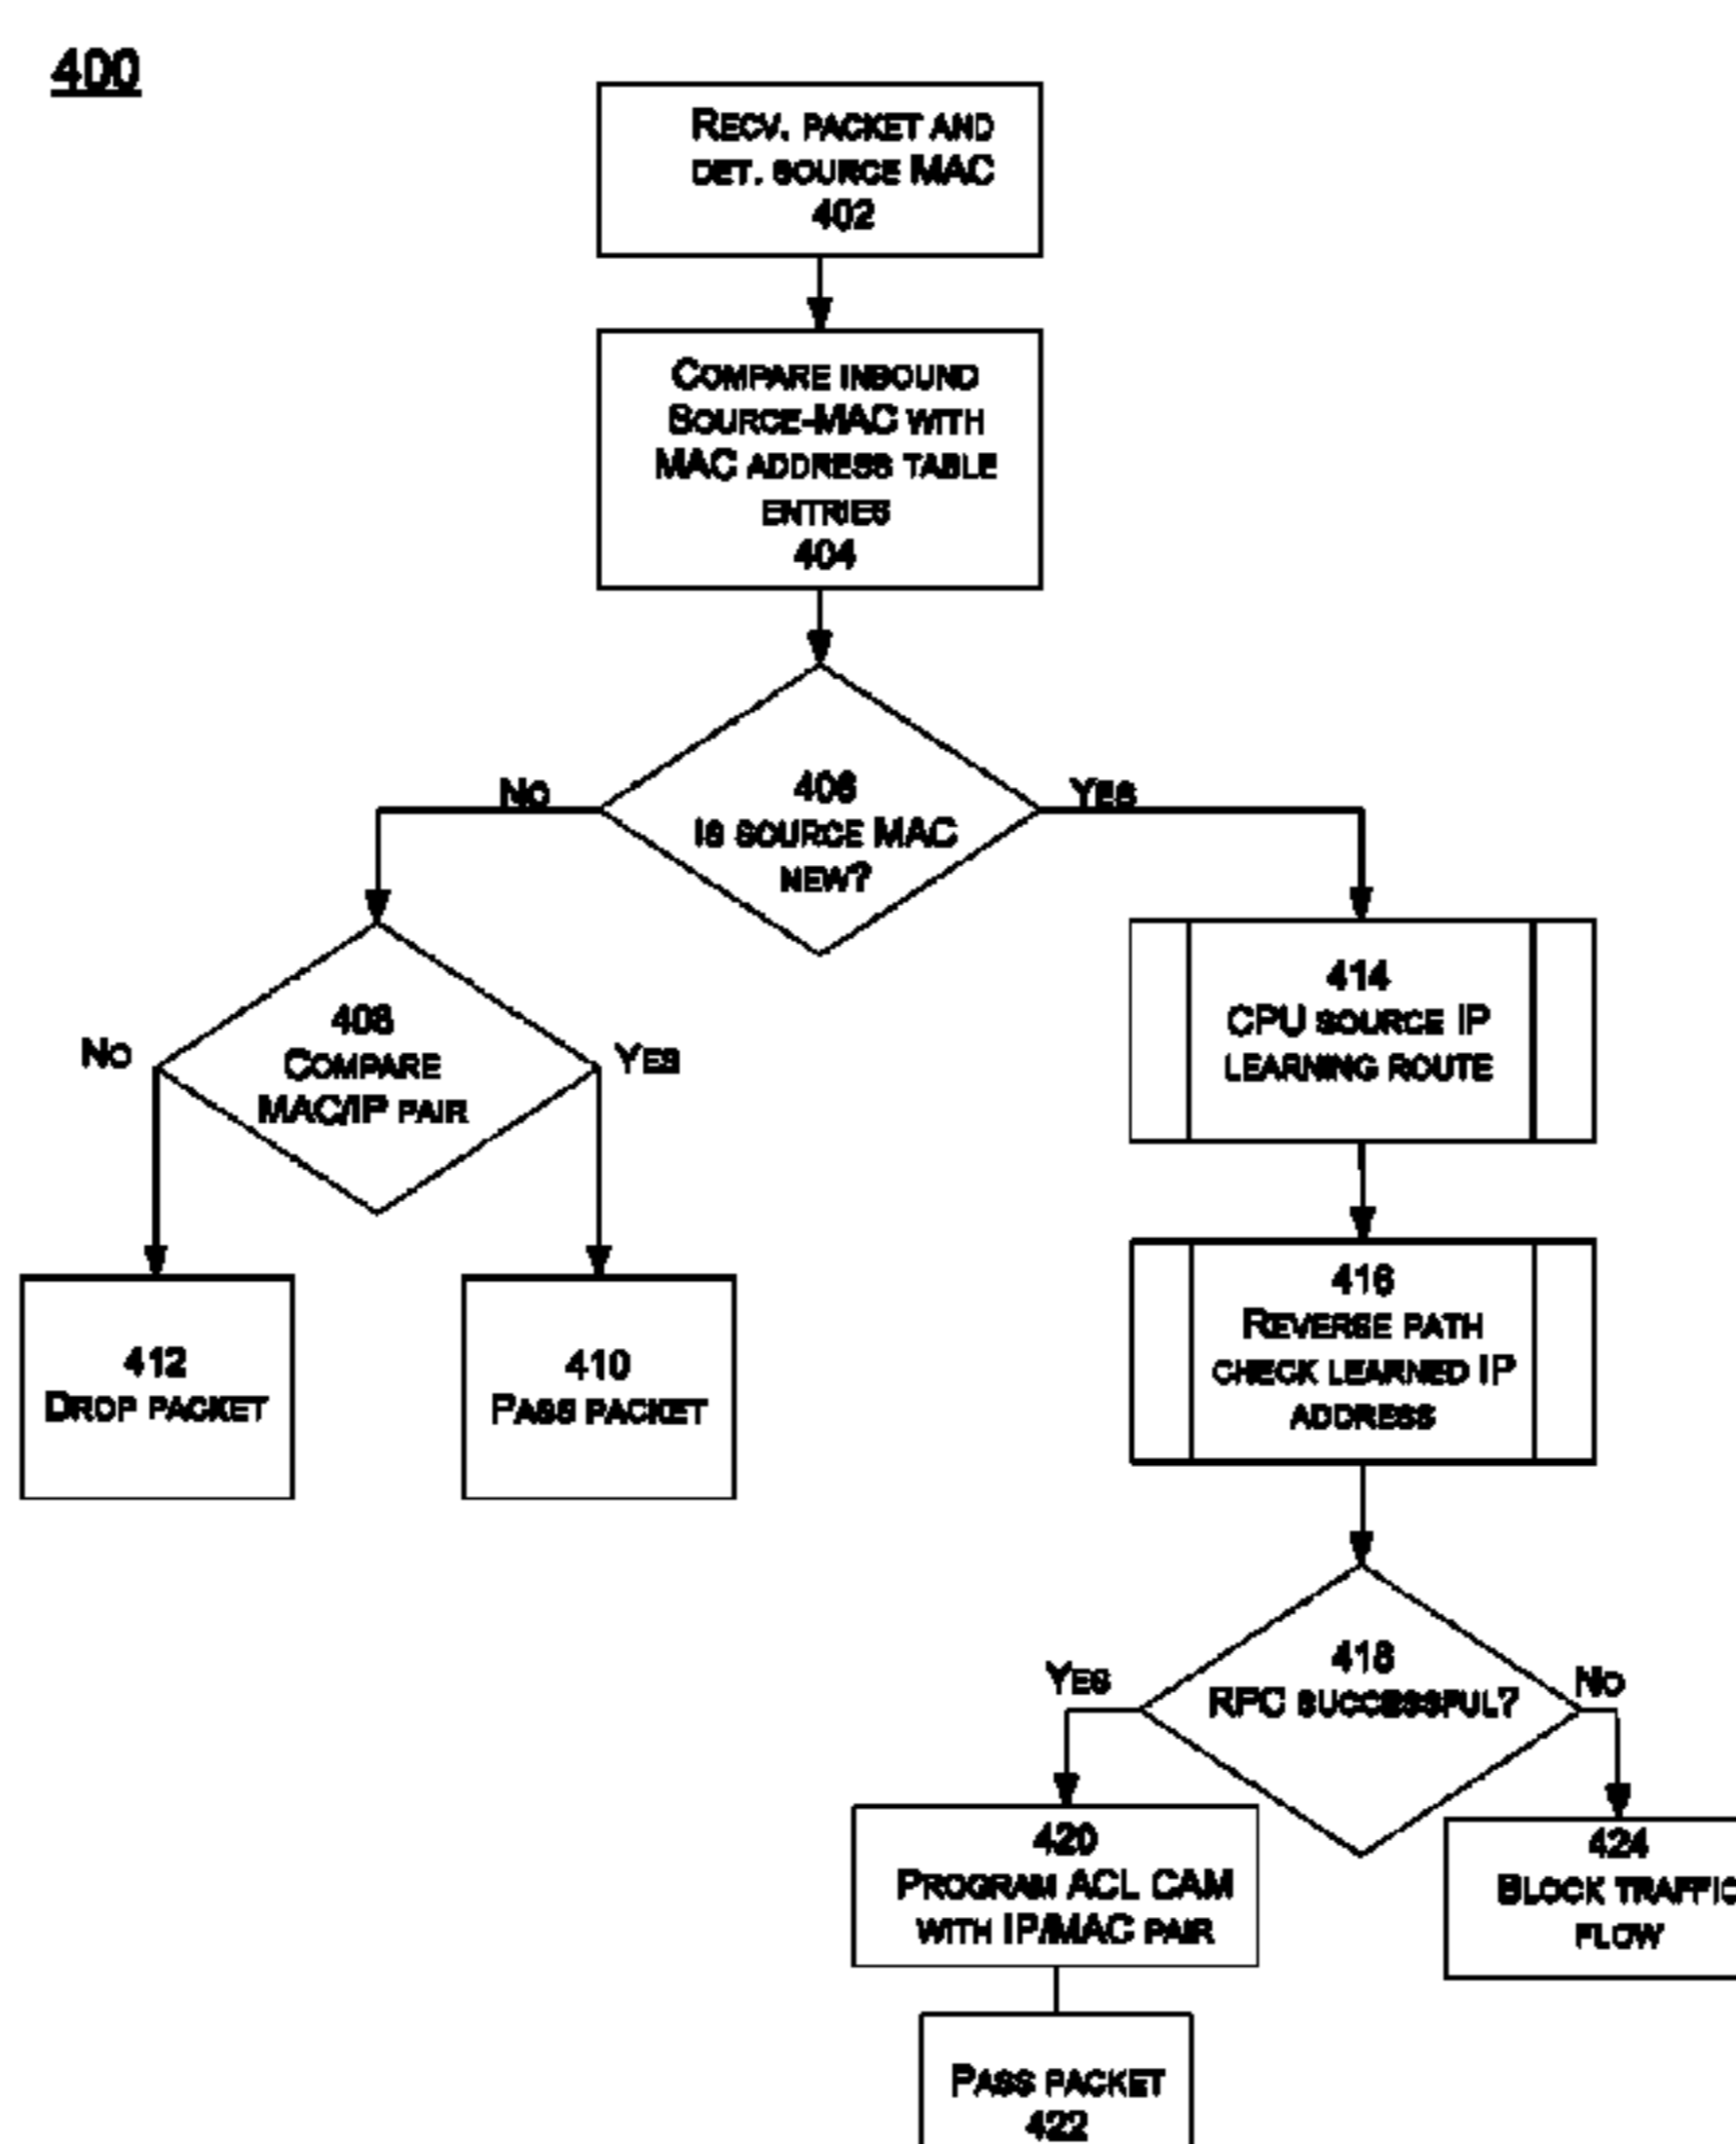 400
RECV. PACKET AND
DET. SOURCE MAC
402
COMPARE INBOUND
SOURCE-MAC WITH
MAC ADDRESS TABLE
ENTRIES
404
NO
406
IS SOURCE MAC
NEW?
YES
NO
408
COMPARE
MAC/IP PAIR
YES
414
CPU SOURCE IP
LEARNING ROUTE
412
DROP PACKET
410
PASS PACKET
416
REVERSE PATH
CHECK LEARNED IP
ADDRESS
YES
418
RPC SUCCESSFUL?
NO
420
PROGRAM ACL CAM
WITH IP/MAC PAIR
424
BLOCK TRAFFIC
FLOW
PASS PACKET
422